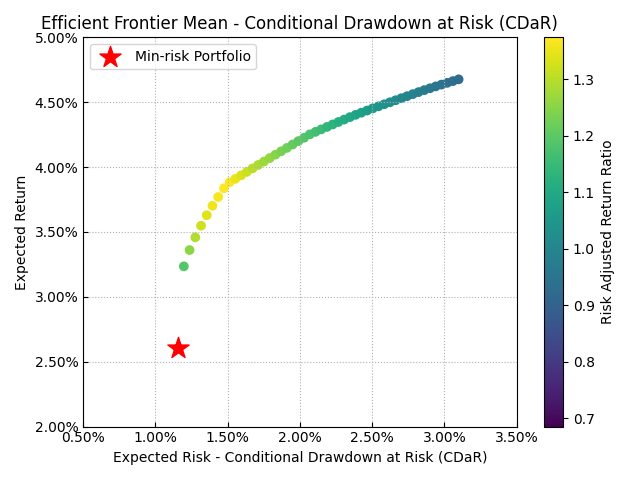 Efficient Frontier Mean - Conditional Drawdown at Risk (CDaR)
Min-risk Portfolio
Expected Return
5.00%
4.50%
4.00%
3.50%
3.00%
2.50%
2.00%
0.50% 1.00% 1.50% 2.00% 2.50% 3.00% 3.50%
Expected Risk - Conditional Drawdown at Risk (CDaR)
1.3
1.2
1.1
1.0
0.9
0.8
0.7
Risk Adjusted Return Ratio